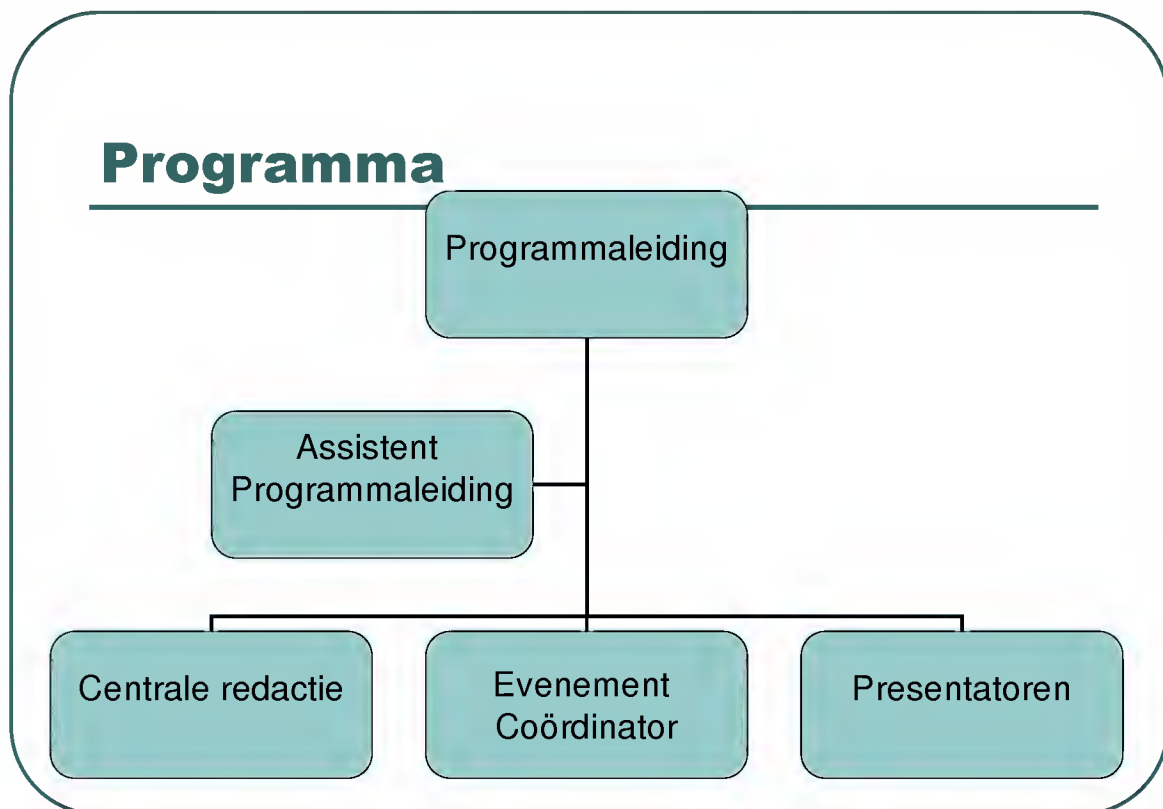 Programma
Programmaleiding
Assistent
Programmaleiding
Centrale redactie
Evenement
Coördinator
Presentatoren